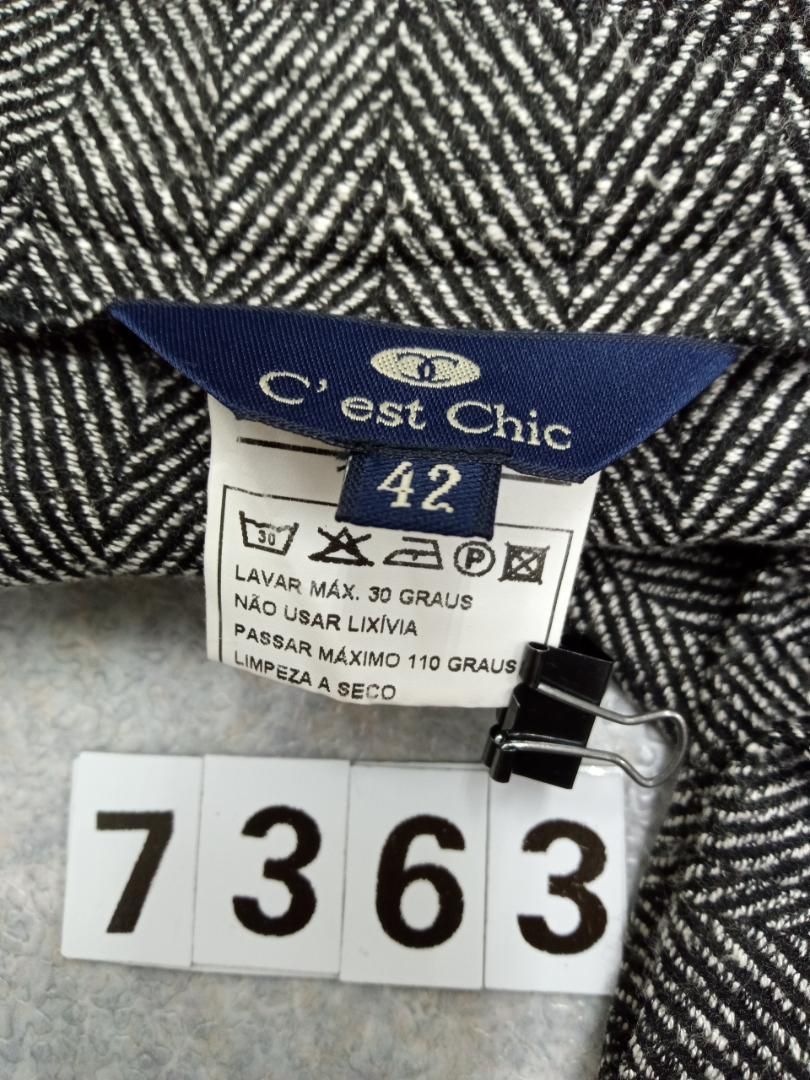 C' est Chic
42
30
P
LAVAR MÁX. 30 GRAUS
NÃO USAR LIXÍVIA
PASSAR MÁXIMO 110 GRAUS
LIMPEZA A SECO
7363